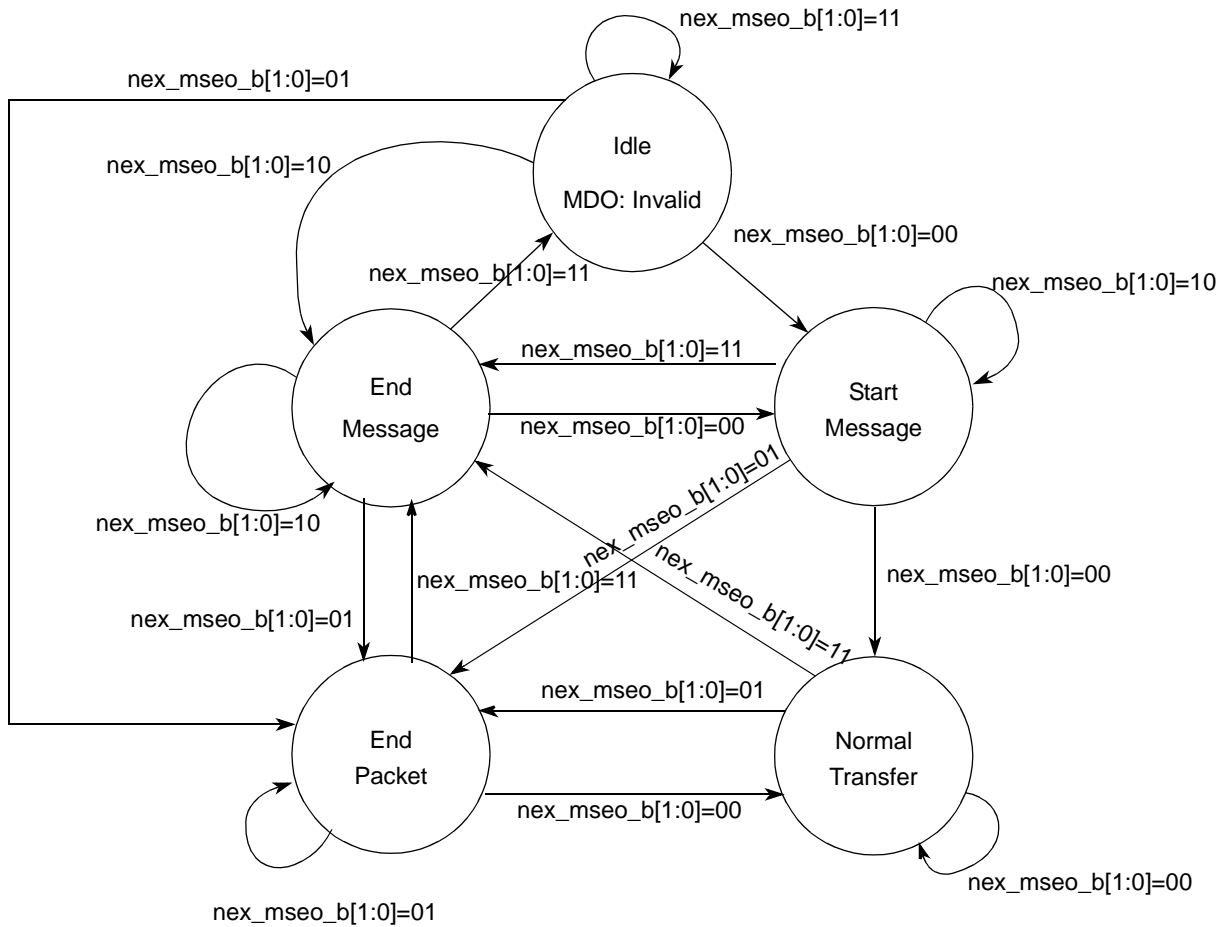 nex_mseo_b[1:0]=11
nex_mseo_b[1:0]=01
Idle
MDO: Invalid
nex_mseo_b[1:0]=10
nex_mseo_b[1:0]=00
nex_mseo_b[1:0]=11
nex_mseo_b[1:0]=10
nex_mseo_b[1:0]=11
End
Message
Start
Message
nex_mseo_b[1:0]=00
nex_mseo_b[1:0]=01
nex_mseo_b[1:0]=10
nex_mseo_b[1:0]=11
nex_mseo_b[1:0]=11
nex_mseo_b[1:0]=00
nex_mseo_b[1:0]=01
nex_mseo_b[1:0]=01
End
Packet
Normal
Transfer
nex_mseo_b[1:0]=00
nex_mseo_b[1:0]=00
nex_mseo_b[1:0]=01